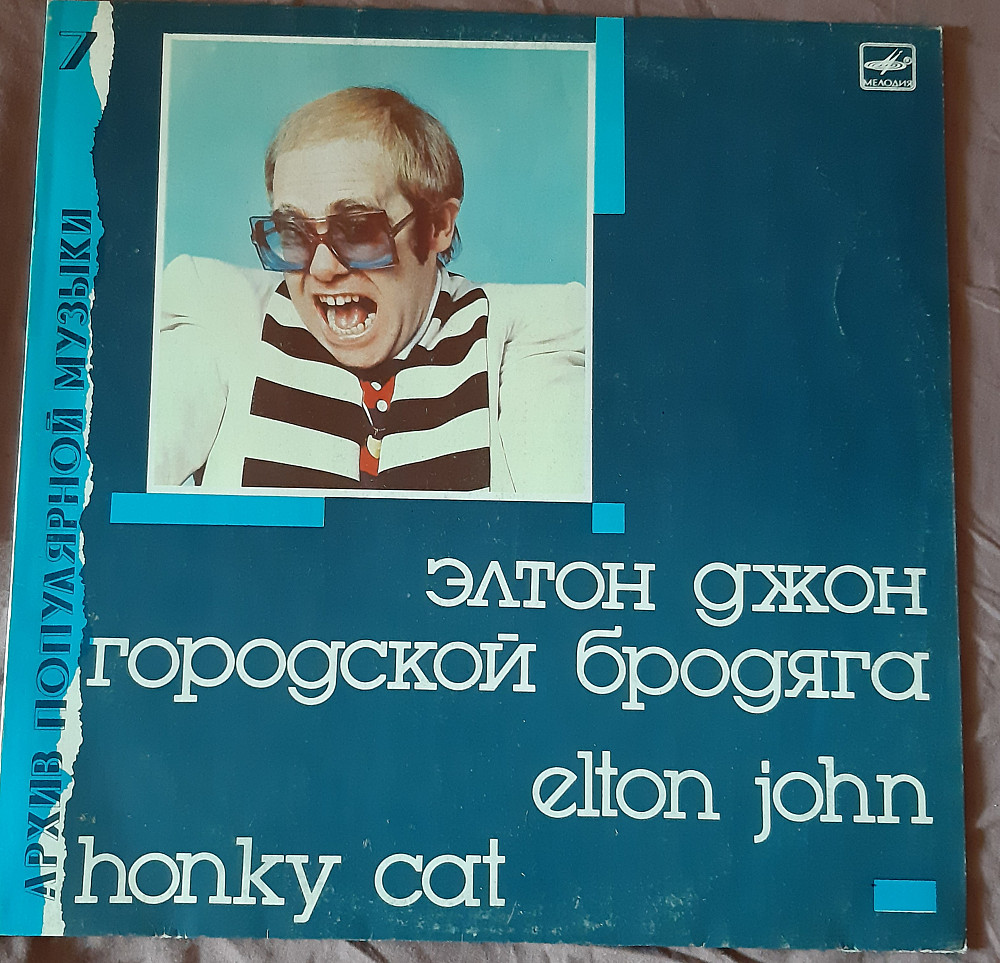 7
АРХИВ ПОПУЛЯРНОЙ МУЗЫКИ
МЕЛОДИЯ
элтон джон
городской бродяга
elton john
honky cat